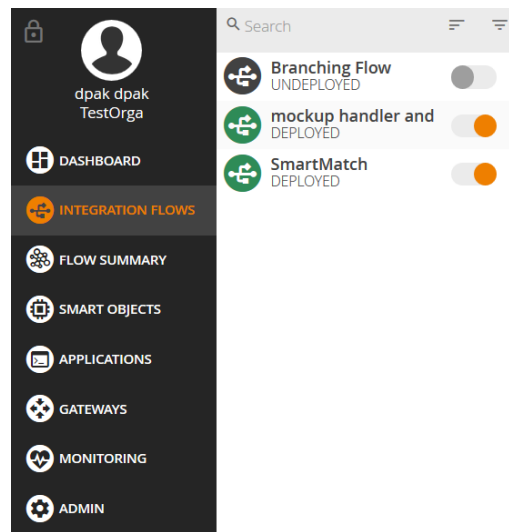 dpak dpak
TestOrga
DASHBOARD
INTEGRATION FLOWS
FLOW SUMMARY
SMART OBJECTS
APPLICATIONS
GATEWAYS
MONITORING
ADMIN
Search
Branching Flow
UNDEPLOYED
mockup handler and
DEPLOYED
SmartMatch
DEPLOYED